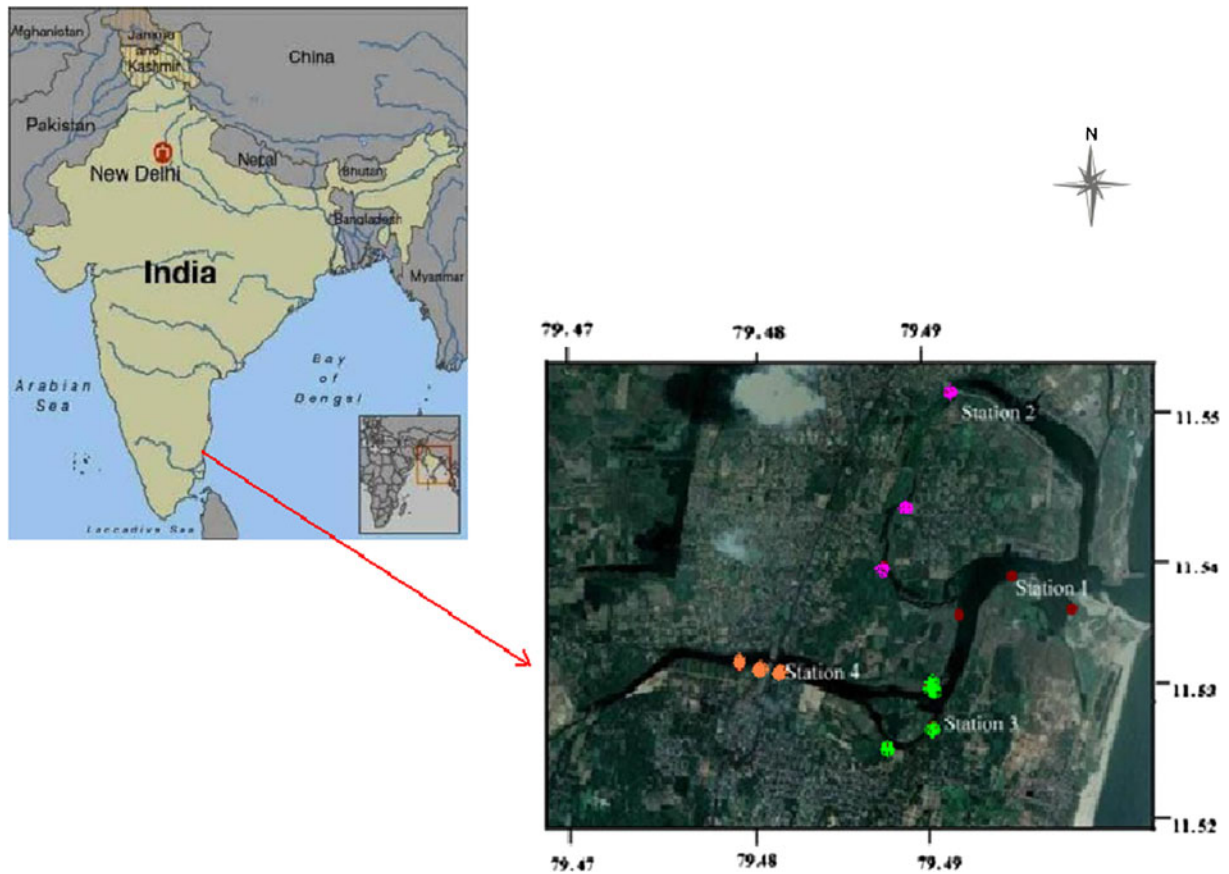 Afghanistan
Jammu
and
Kashmir
China
Pakistan
New Delhi
Nepal
Bhutan
Bangladesh
India
Myanmar
Arabian
Sea
Bay
of
Dengsl
Laccadive Sea
N
79.47
79.48
79.49
Station 2
11.55
11.54
Station 1
Station 4
11.53
Station 3
11.52
79.47
79.48
79.49